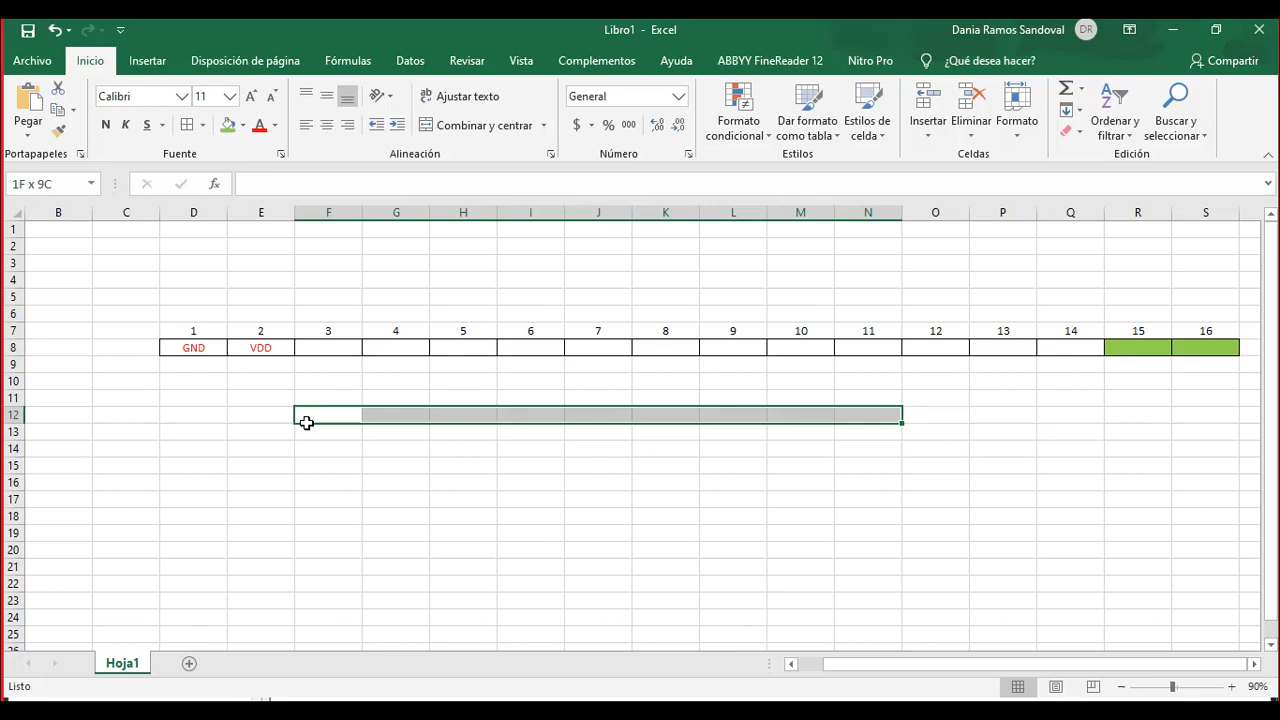 Libro1 - Excel
Dania Ramos Sandoval DR
Archivo Inicio Insertar Disposición de página Fórmulas Datos Revisar Vista Complementos Ayuda ABBYY FineReader 12 Nitro Pro ¿Qué desea hacer? Compartir
Pegar
Calibri 11
N K S
Ajustar texto
Combinar y centrar
General
$ % 000
Formato condicional
Dar formato como tabla
Estilos de celda
Insertar Eliminar Formato
Ordenar y filtrar
Buscar y seleccionar
Portapapeles Fuente Alineación Número Estilos Celdas Edición
1F x 9C fx
B C D E F G H I J K L M N O P Q R S
1
2
3
4
5
6
7 1 2 3 4 5 6 7 8 9 10 11 12 13 14 15 16
8 GND VDD
9
10
11
12
13
14
15
16
17
18
19
20
21
22
23
24
25
26
Hoja1
Listo 90%